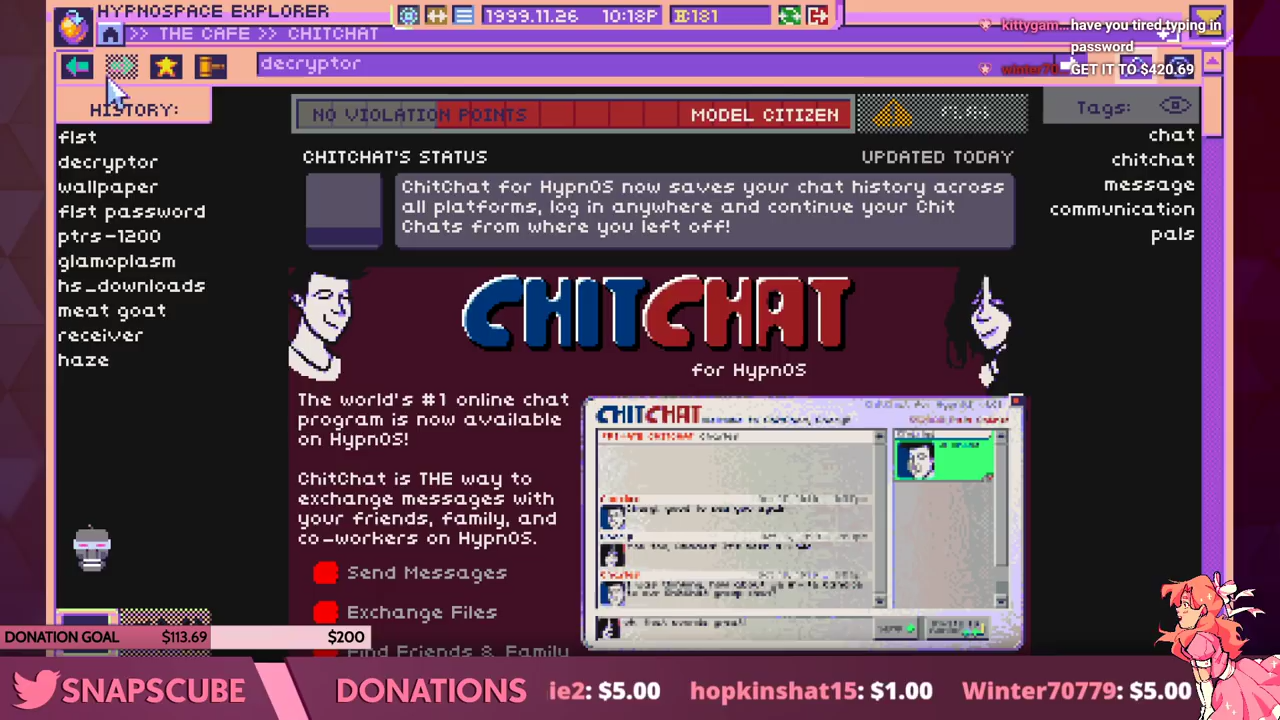 HYPNOSPACE EXPLORER
1999.11.26 10:18P
181
>> THE CAFE >> CHITCHAT
kittygam... have you tired typing in
password
winter70... GET IT TO $420.69
decryptor
HISTORY:
f1st
decryptor
wallpaper
f1st password
ptrs-1200
glamoplasm
hs_downloads
meat goat
receiver
haze
NO VIOLATION POINTS
MODEL CITIZEN
CHITCHAT'S STATUS
UPDATED TODAY
ChitChat for HypnOS now saves your chat history across
all platforms, log in anywhere and continue your Chit
Chats from where you left off!
Tags:
chat
chitchat
message
communication
pals
CHITCHAT
for HypnOS
The world's #1 online chat
program is now available
on HypnOS!
ChitChat is THE way to
exchange messages with
your friends, family, and
co-workers on HypnOS.
Send Messages
Exchange Files
Find Friends & Family
CHITCHAT
DONATION GOAL $113.69 $200
SNAPSCUBE
DONATIONS
ie2: $5.00
hopkinshat15: $1.00
Winter70779: $5.00